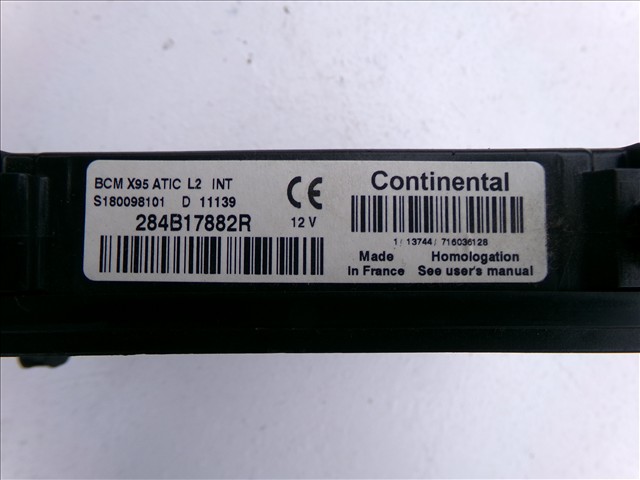 BCM X95 ATIC L2 INT
S180098101 D 11139
284B17882R
CE
12 V
Continental
1/ 13744/ 716036128
Made in France
Homologation
See user's manual